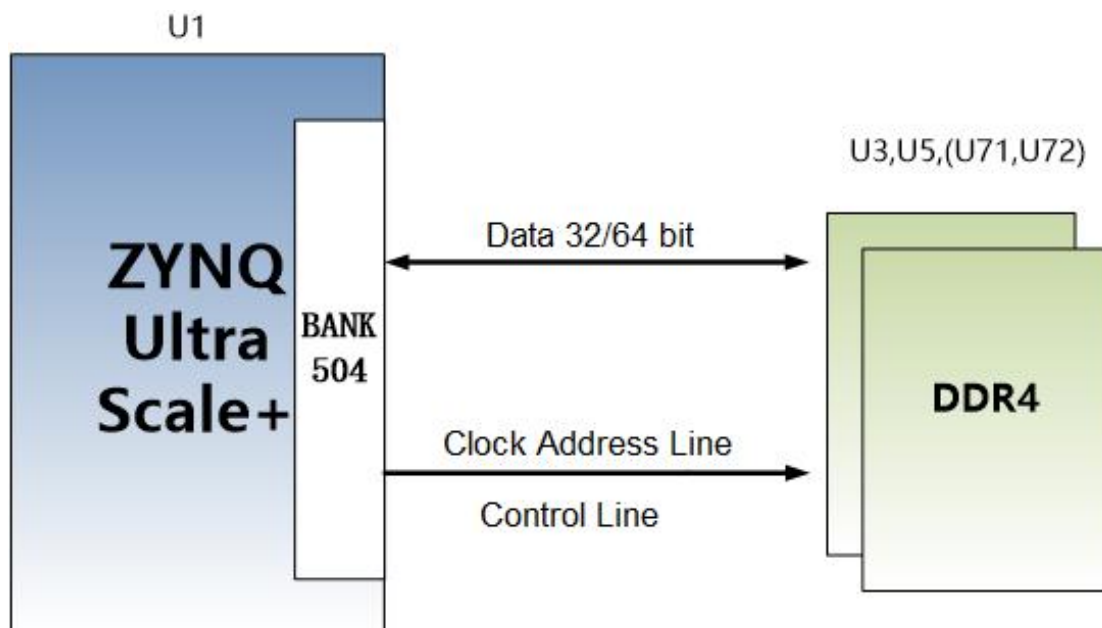 U1
ZYNQ
Ultra
Scale+
BANK
504
Data 32/64 bit
Clock Address Line
Control Line
U3,U5,(U71,U72)
DDR4